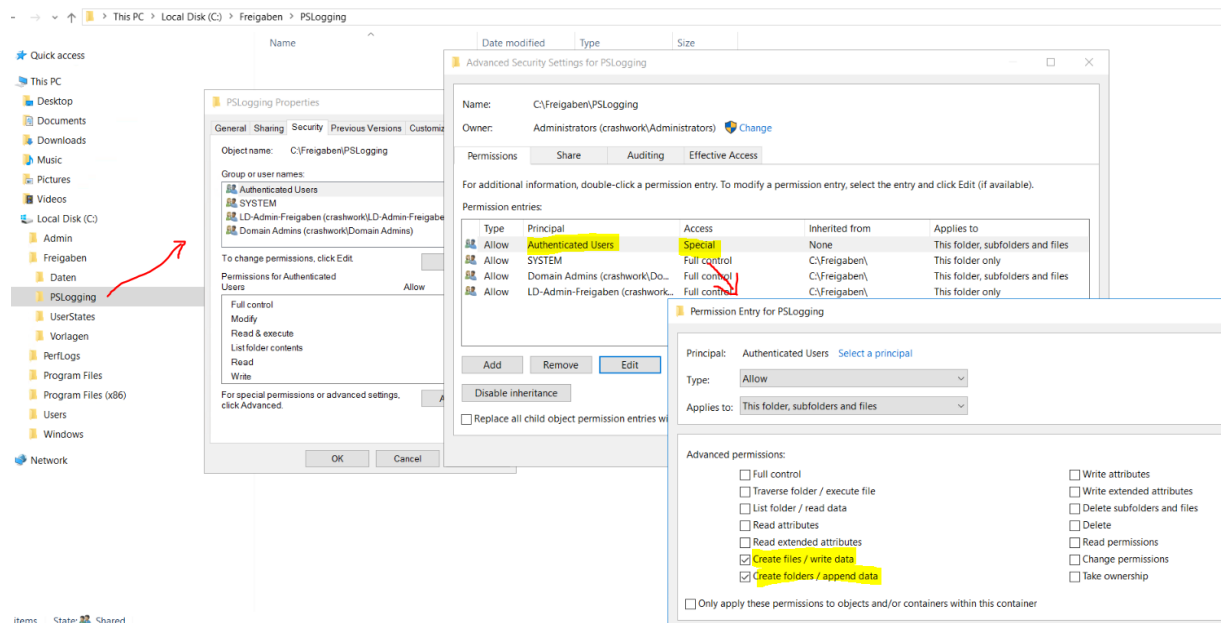 This PC > Local Disk (C:) > Freigaben > PSLogging
Name Date modified Type Size
Quick access
This PC
Desktop
Documents
Downloads
Music
Pictures
Videos
Local Disk (C:)
Admin
Freigaben
Daten
PSLogging
UserStates
Vorlagen
PerfLogs
Program Files
Program Files (x86)
Users
Windows
Network
items State: Shared
PSLogging Properties
General Sharing Security Previous Versions Customiz
Object name: C:\Freigaben\PSLogging
Group or user names:
Authenticated Users
SYSTEM
LD-Admin-Freigaben (crashwork\LD-Admin-Freigabe
Domain Admins (crashwork\Domain Admins)
To change permissions, click Edit.
Permissions for Authenticated
Users Allow
Full control
Modify
Read & execute
List folder contents
Read
Write
For special permissions or advanced settings,
click Advanced.
A
OK Cancel
Advanced Security Settings for PSLogging
Name: C:\Freigaben\PSLogging
Owner: Administrators (crashwork\Administrators) Change
Permissions Share Auditing Effective Access
For additional information, double-click a permission entry. To modify a permission entry, select the entry and click Edit (if available).
Permission entries:
Type Principal Access Inherited from Applies to
Allow Authenticated Users Special None This folder, subfolders and files
Allow SYSTEM Full control C:\Freigaben\ This folder only
Allow Domain Admins (crashwork\Do... Full control C:\Freigaben\ This folder, subfolders and files
Allow LD-Admin-Freigaben (crashwork... Full control C:\Freigaben\ This folder only
Add Remove Edit
Disable inheritance
Replace all child object permission entries wi
Permission Entry for PSLogging
Principal: Authenticated Users Select a principal
Type: Allow
Applies to: This folder, subfolders and files
Advanced permissions:
Full control
Traverse folder / execute file
List folder / read data
Read attributes
Read extended attributes
Create files / write data
Create folders / append data
Write attributes
Write extended attributes
Delete subfolders and files
Delete
Read permissions
Change permissions
Take ownership
Only apply these permissions to objects and/or containers within this container